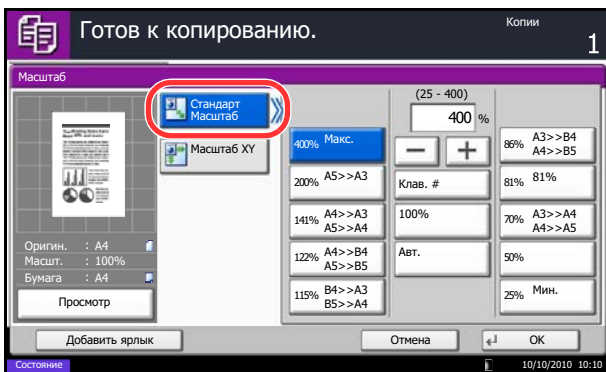 Готов к копированию.
Копии
1
Масштаб
Стандарт
Масштаб
Масштаб XY
(25 - 400)
400 %
400% Макс.
200% A5>>A3
141% A4>>A3
A5>>A4
122% A4>>B4
A5>>B5
115% B4>>A3
B5>>A4
Клав. #
100%
Авт.
86% A3>>B4
A4>>B5
81% 81%
70% A3>>A4
A4>>A5
50%
25% Мин.
Оригин. : A4
Масшт. : 100%
Бумага : A4
Просмотр
Добавить ярлык
Отмена
OK
Состояние
10/10/2010 10:10